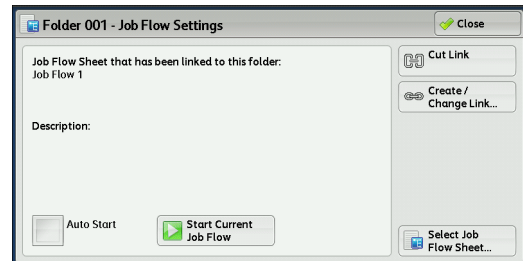 Folder 001 - Job Flow Settings
Close
Job Flow Sheet that has been linked to this folder:
Job Flow 1
Description:
Auto Start
Start Current
Job Flow
Cut Link
Create /
Change Link...
Select Job
Flow Sheet...